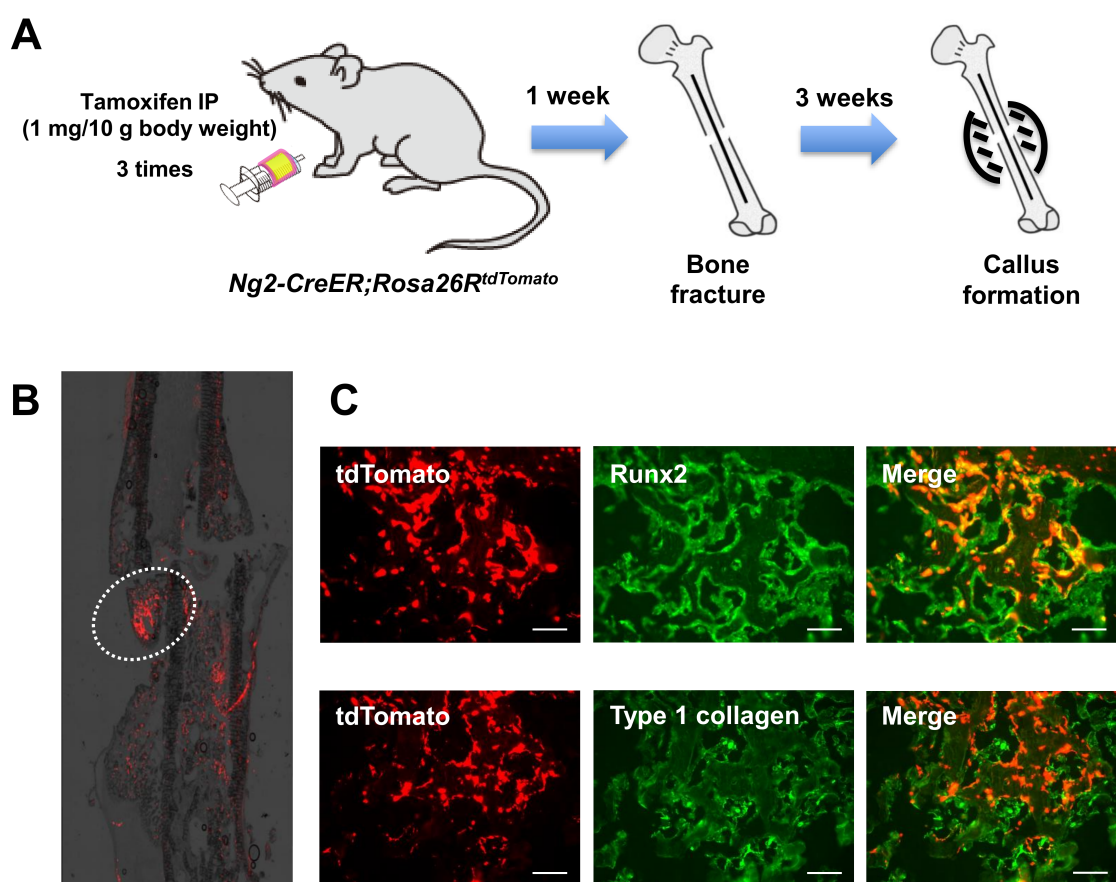 A
Tamoxifen IP
(1 mg/10 g body weight)
3 times
1 week
3 weeks
Ng2-CreER;Rosa26RtdTomato
Bone
fracture
Callus
formation
B
C
tdTomato
Runx2
Merge
tdTomato
Type 1 collagen
Merge